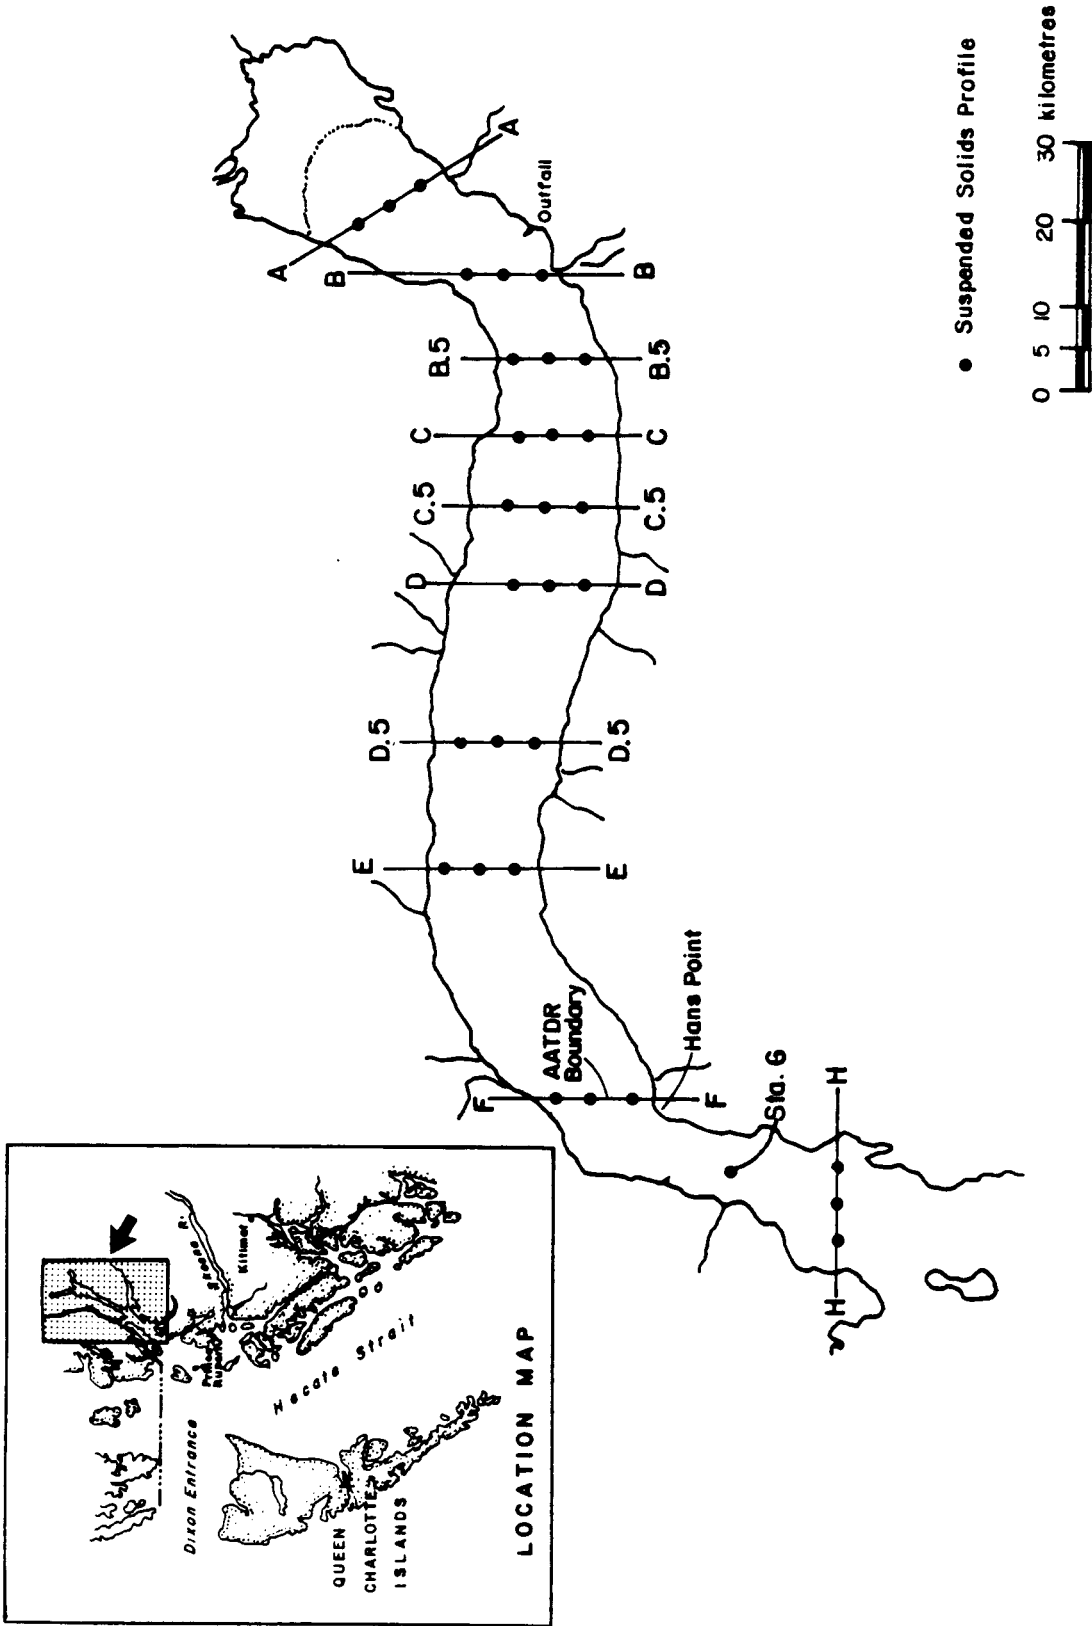 A
A
B
B
Outfall
B.5
B.5
C
C
C.5
C.5
D
D
D.5
D.5
E
E
F
F
AATDR
Boundary
Hans Point
Sta. 6
H
H
● Suspended Solids Profile
0 5 10 20 30 kilometres
Skeena R.
Kitimat
Prince
Rupert
Dixon Entrance
Hecate Strait
QUEEN
CHARLOTTE
ISLANDS
LOCATION MAP